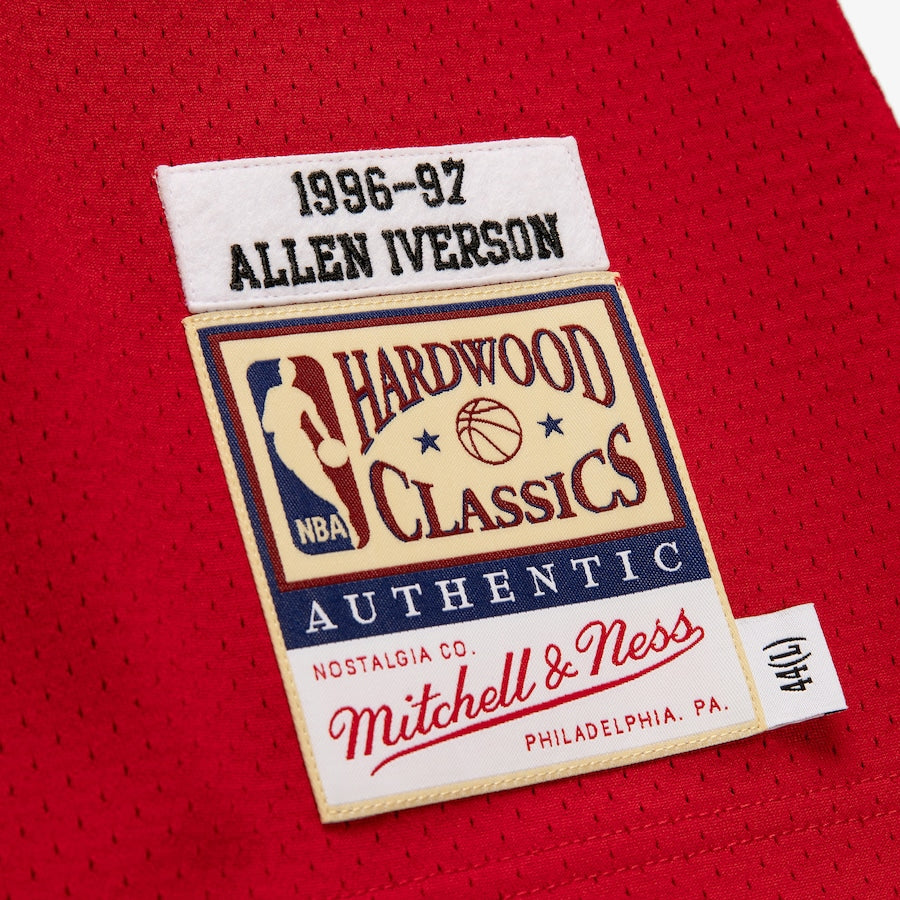 1996-97
ALLEN IVERSON
HARDWOOD
CLASSICS
NBA
AUTHENTIC
NOSTALGIA CO.
Mitchell & Ness
PHILADELPHIA, PA.
44(L)